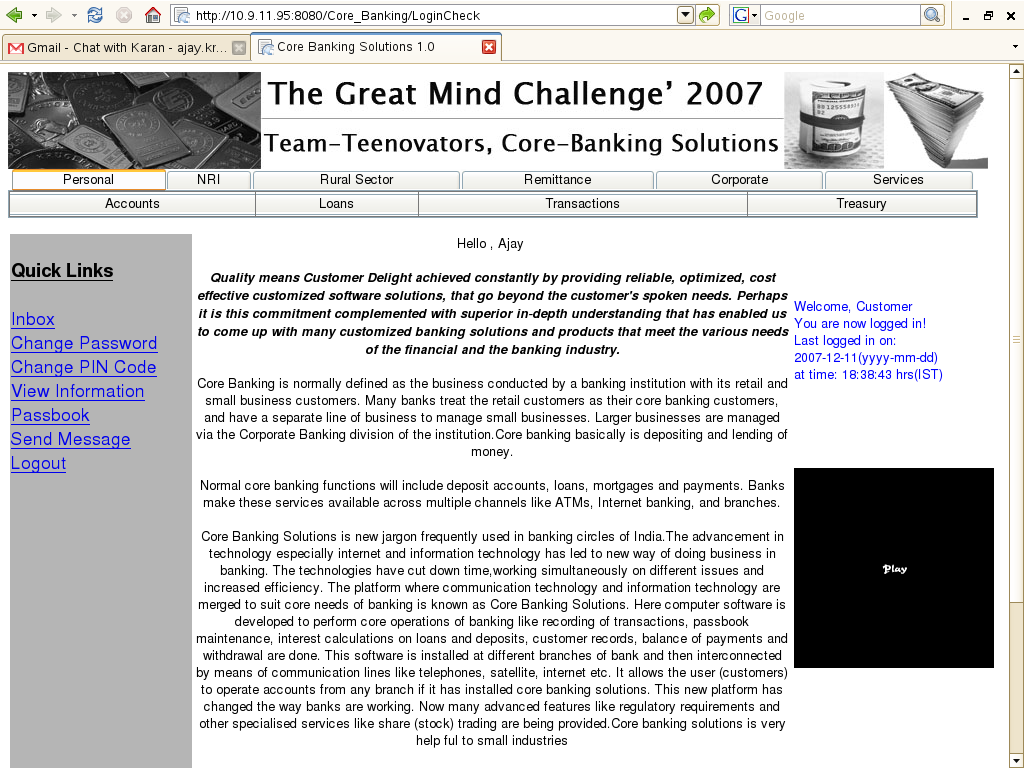 http://10.9.11.95:8080/Core_Banking/LoginCheck
Google
Gmail - Chat with Karan - ajay.kr...
Core Banking Solutions 1.0
The Great Mind Challenge' 2007
Team-Teenovators, Core-Banking Solutions
Personal NRI Rural Sector Remittance Corporate Services
Accounts Loans Transactions Treasury
Quick Links
Inbox
Change Password
Change PIN Code
View Information
Passbook
Send Message
Logout
Hello , Ajay
Quality means Customer Delight achieved constantly by providing reliable, optimized, cost
effective customized software solutions, that go beyond the customer's spoken needs. Perhaps
it is this commitment complemented with superior in-depth understanding that has enabled us
to come up with many customized banking solutions and products that meet the various needs
of the financial and the banking industry.
Core Banking is normally defined as the business conducted by a banking institution with its retail and
small business customers. Many banks treat the retail customers as their core banking customers,
and have a separate line of business to manage small businesses. Larger businesses are managed
via the Corporate Banking division of the institution.Core banking basically is depositing and lending of
money.
Normal core banking functions will include deposit accounts, loans, mortgages and payments. Banks
make these services available across multiple channels like ATMs, Internet banking, and branches.
Core Banking Solutions is new jargon frequently used in banking circles of India.The advancement in
technology especially internet and information technology has led to new way of doing business in
banking. The technologies have cut down time,working simultaneously on different issues and
increased efficiency. The platform where communication technology and information technology are
merged to suit core needs of banking is known as Core Banking Solutions. Here computer software is
developed to perform core operations of banking like recording of transactions, passbook
maintenance, interest calculations on loans and deposits, customer records, balance of payments and
withdrawal are done. This software is installed at different branches of bank and then interconnected
by means of communication lines like telephones, satellite, internet etc. It allows the user (customers)
to operate accounts from any branch if it has installed core banking solutions. This new platform has
changed the way banks are working. Now many advanced features like regulatory requirements and
other specialised services like share (stock) trading are being provided.Core banking solutions is very
help ful to small industries
Welcome, Customer
You are now logged in!
Last logged in on:
2007-12-11(yyyy-mm-dd)
at time: 18:38:43 hrs(IST)
Play